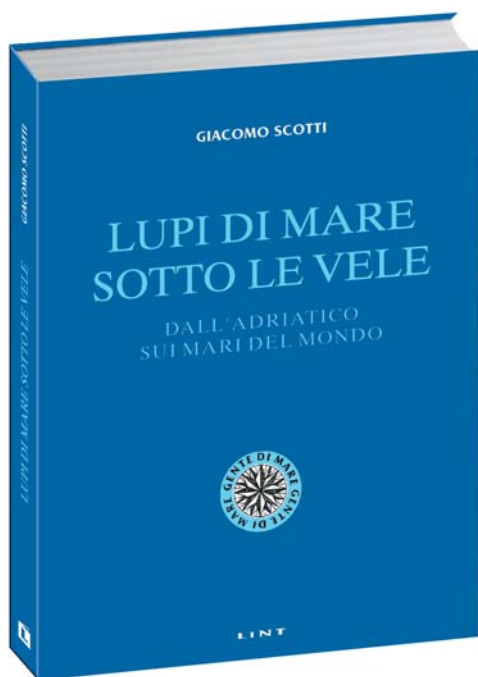 GIACOMO SCOTTI
LUPI DI MARE
SOTTO LE VELE
DALL'ADRIATICO
SUI MARI DEL MONDO
GENTE DI MARE GENTE DI MARE
LINT
GIACOMO SCOTTI
LUPI DI MARE SOTTO LE VELE